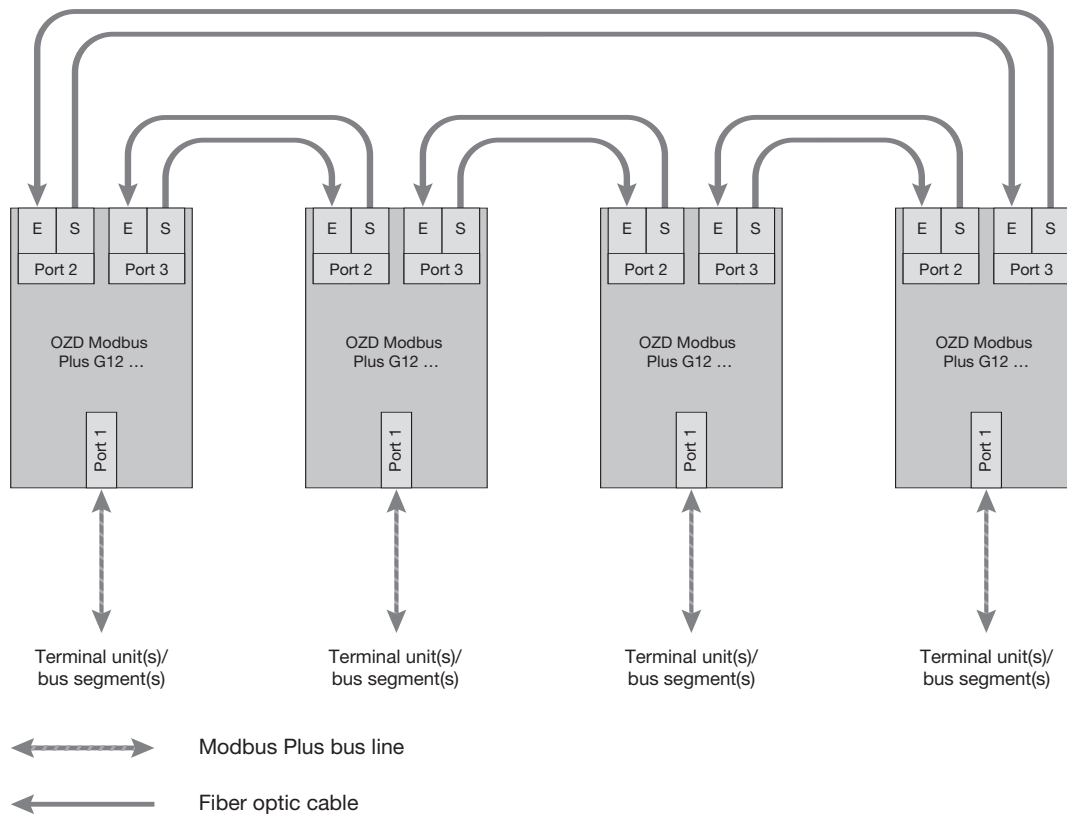 E S E S E S E S E S E S E S E S
Port 2 Port 3 Port 2 Port 3 Port 2 Port 3 Port 2 Port 3
OZD Modbus OZD Modbus OZD Modbus OZD Modbus
Plus G12 ... Plus G12 ... Plus G12 ... Plus G12 ...
Port 1 Port 1 Port 1 Port 1
Terminal unit(s)/ Terminal unit(s)/ Terminal unit(s)/ Terminal unit(s)/
bus segment(s) bus segment(s) bus segment(s) bus segment(s)
Modbus Plus bus line
Fiber optic cable